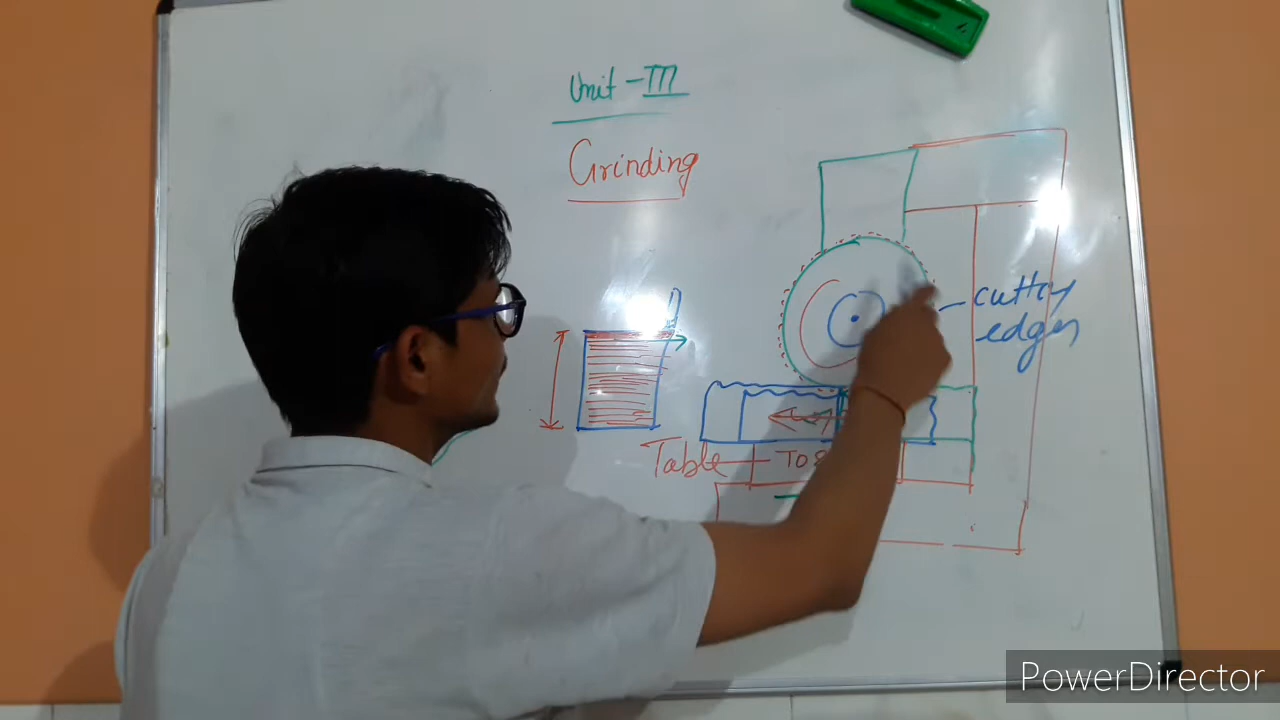 Unit - III
Grinding
cutting
edges
Table
PowerDirector